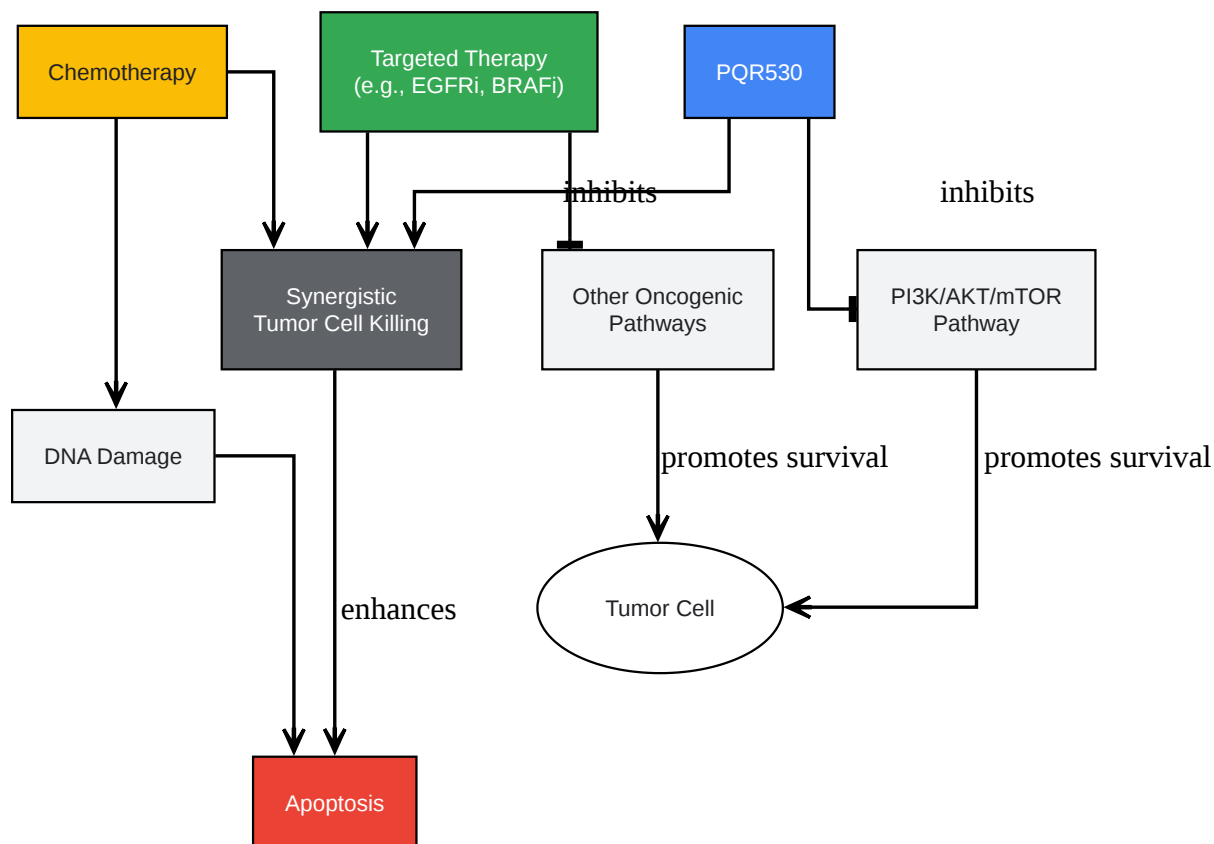 Chemotherapy
Targeted Therapy
(e.g., EGFRi, BRAFi)
PQR530
inhibits
inhibits
Synergistic
Tumor Cell Killing
Other Oncogenic
Pathways
PI3K/AKT/mTOR
Pathway
DNA Damage
promotes survival
promotes survival
enhances
Tumor Cell
Apoptosis